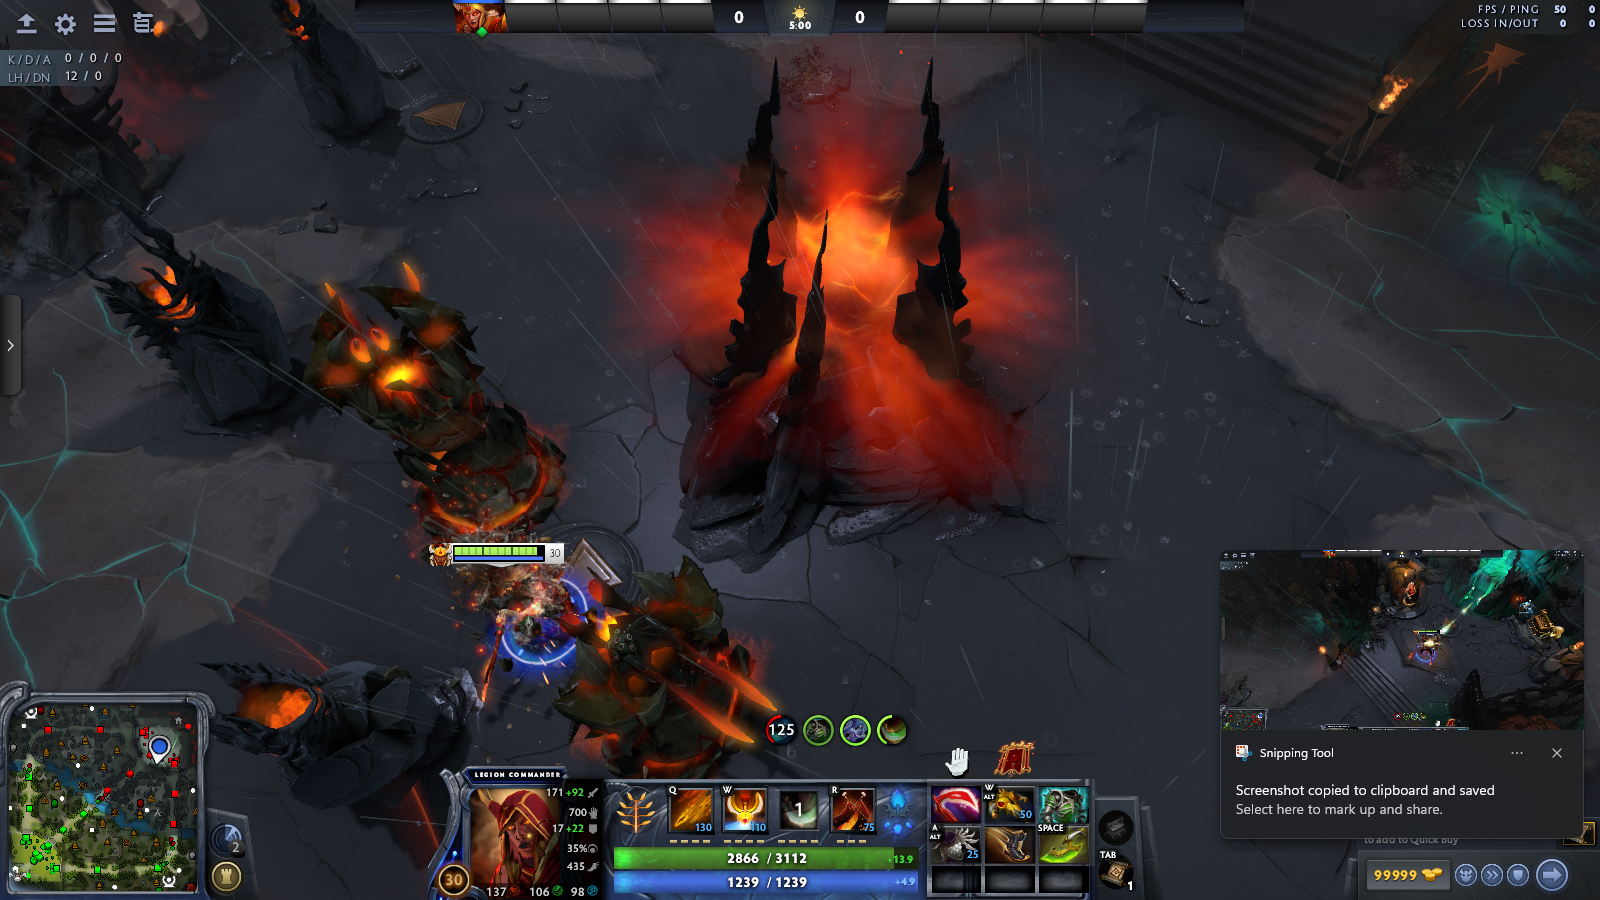 0
5:00
0
FPS / PING 50 0
LOSS IN/OUT 0 0
K / D / A 0 / 0 / 0
LH / DN 12 / 0
30
125
Snipping Tool
Screenshot copied to clipboard and saved
Select here to mark up and share.
to add to Quick Buy
LEGION COMMANDER
171 +92
700
17 +22
35%
435
30
137 106 98
Q
130
W
110
1
R
75
2866 / 3112
+13.9
1239 / 1239
+4.9
W
ALT
50
A
ALT
25
SPACE
TAB
1
2
99999